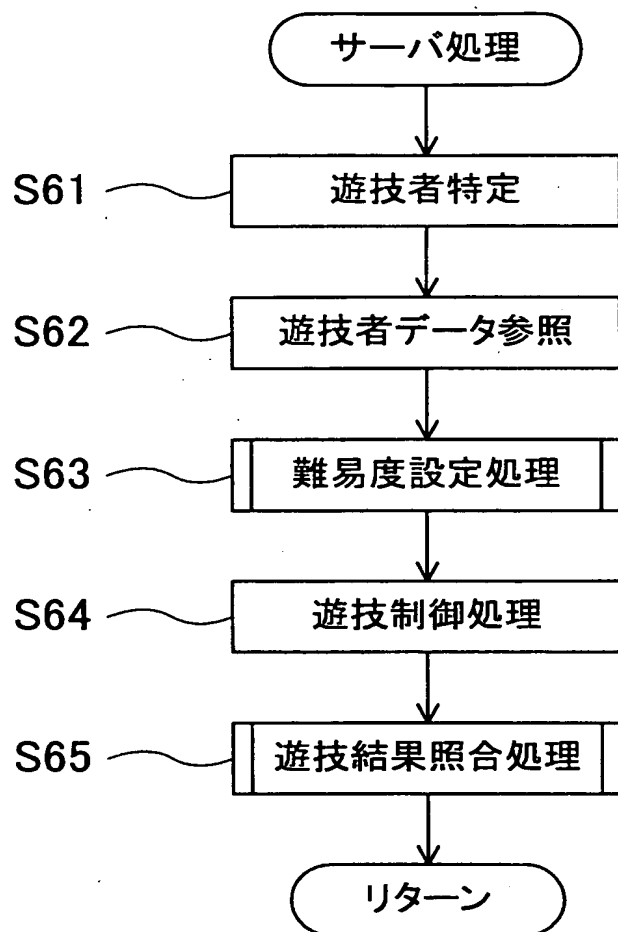 サーバ処理
S61 遊技者特定
S62 遊技者データ参照
S63 難易度設定処理
S64 遊技制御処理
S65 遊技結果照合処理
リターン